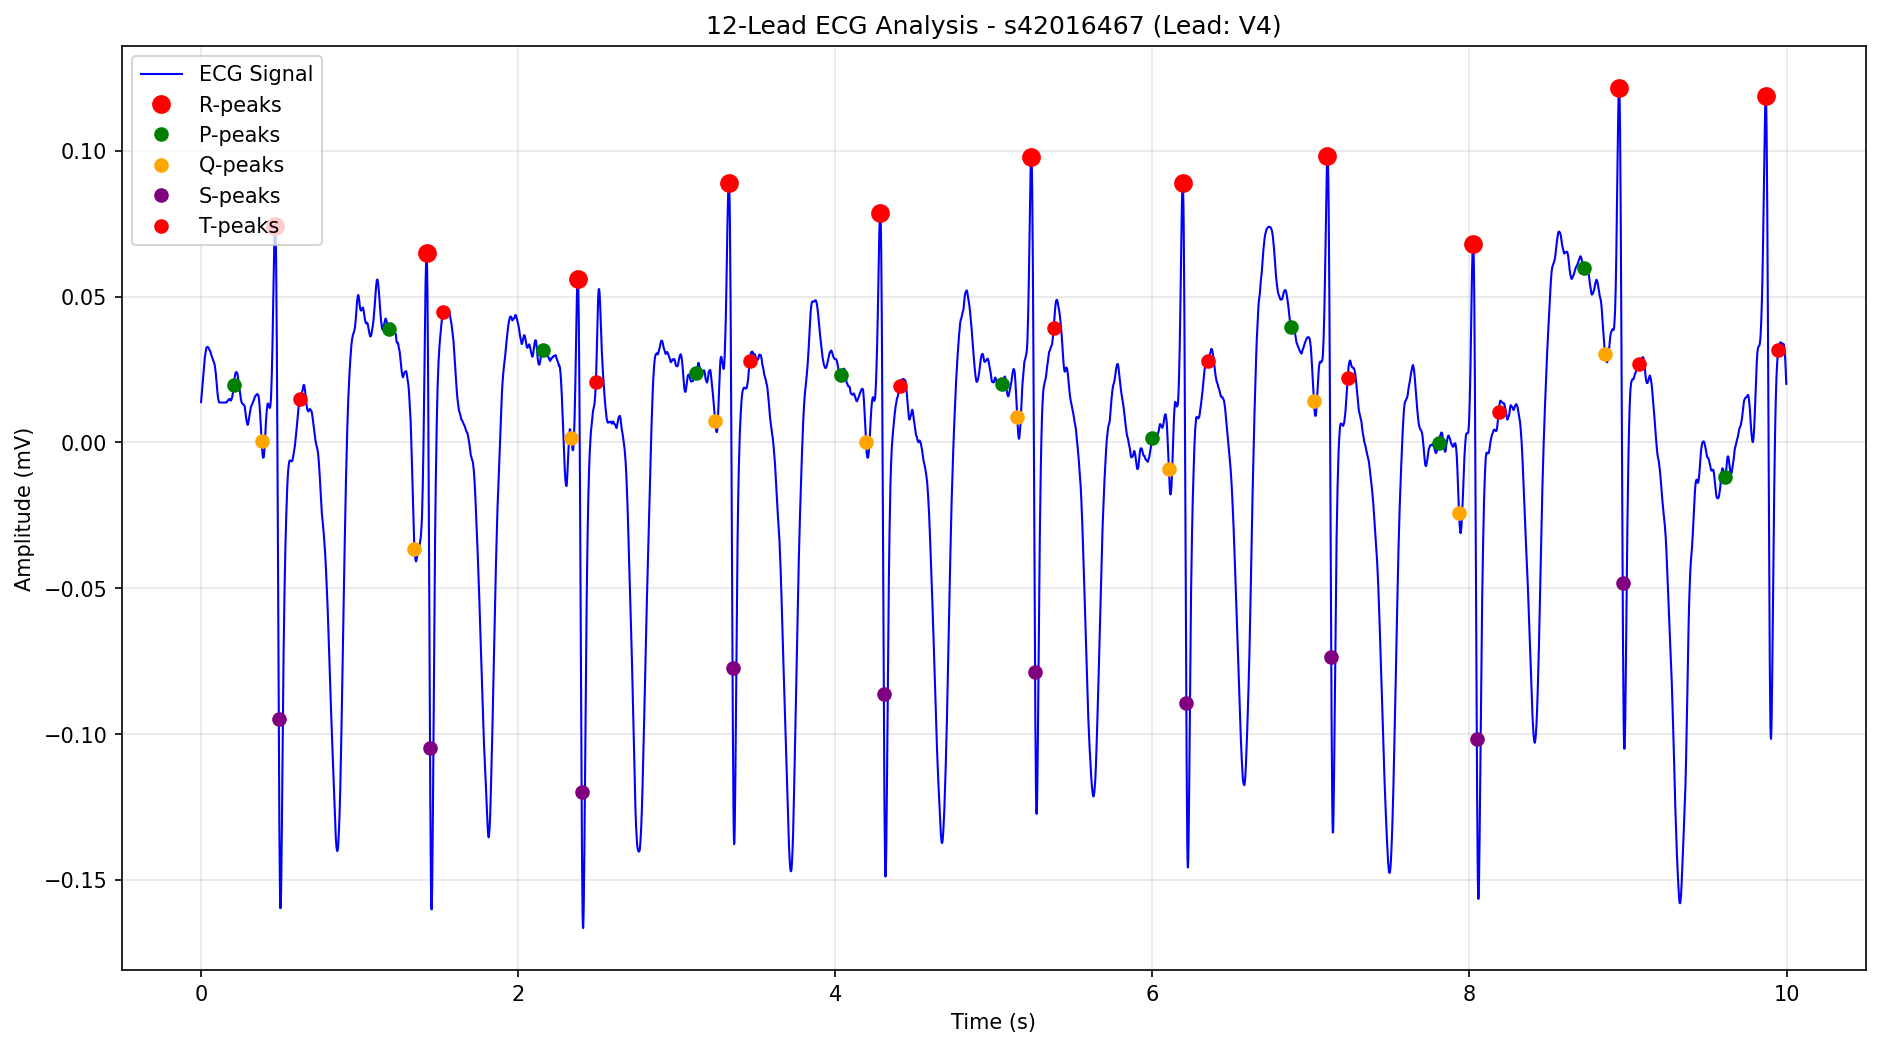 12-Lead ECG Analysis - s42016467 (Lead: V4)
ECG Signal
R-peaks
P-peaks
Q-peaks
S-peaks
T-peaks
0.10
0.05
0.00
−0.05
−0.10
−0.15
Amplitude (mV)
0 2 4 6 8 10
Time (s)